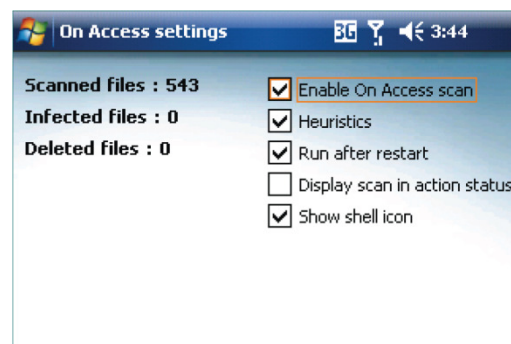 On Access settings
3G
3:44
Scanned files : 543
Infected files : 0
Deleted files : 0
Enable On Access scan
Heuristics
Run after restart
Display scan in action status
Show shell icon